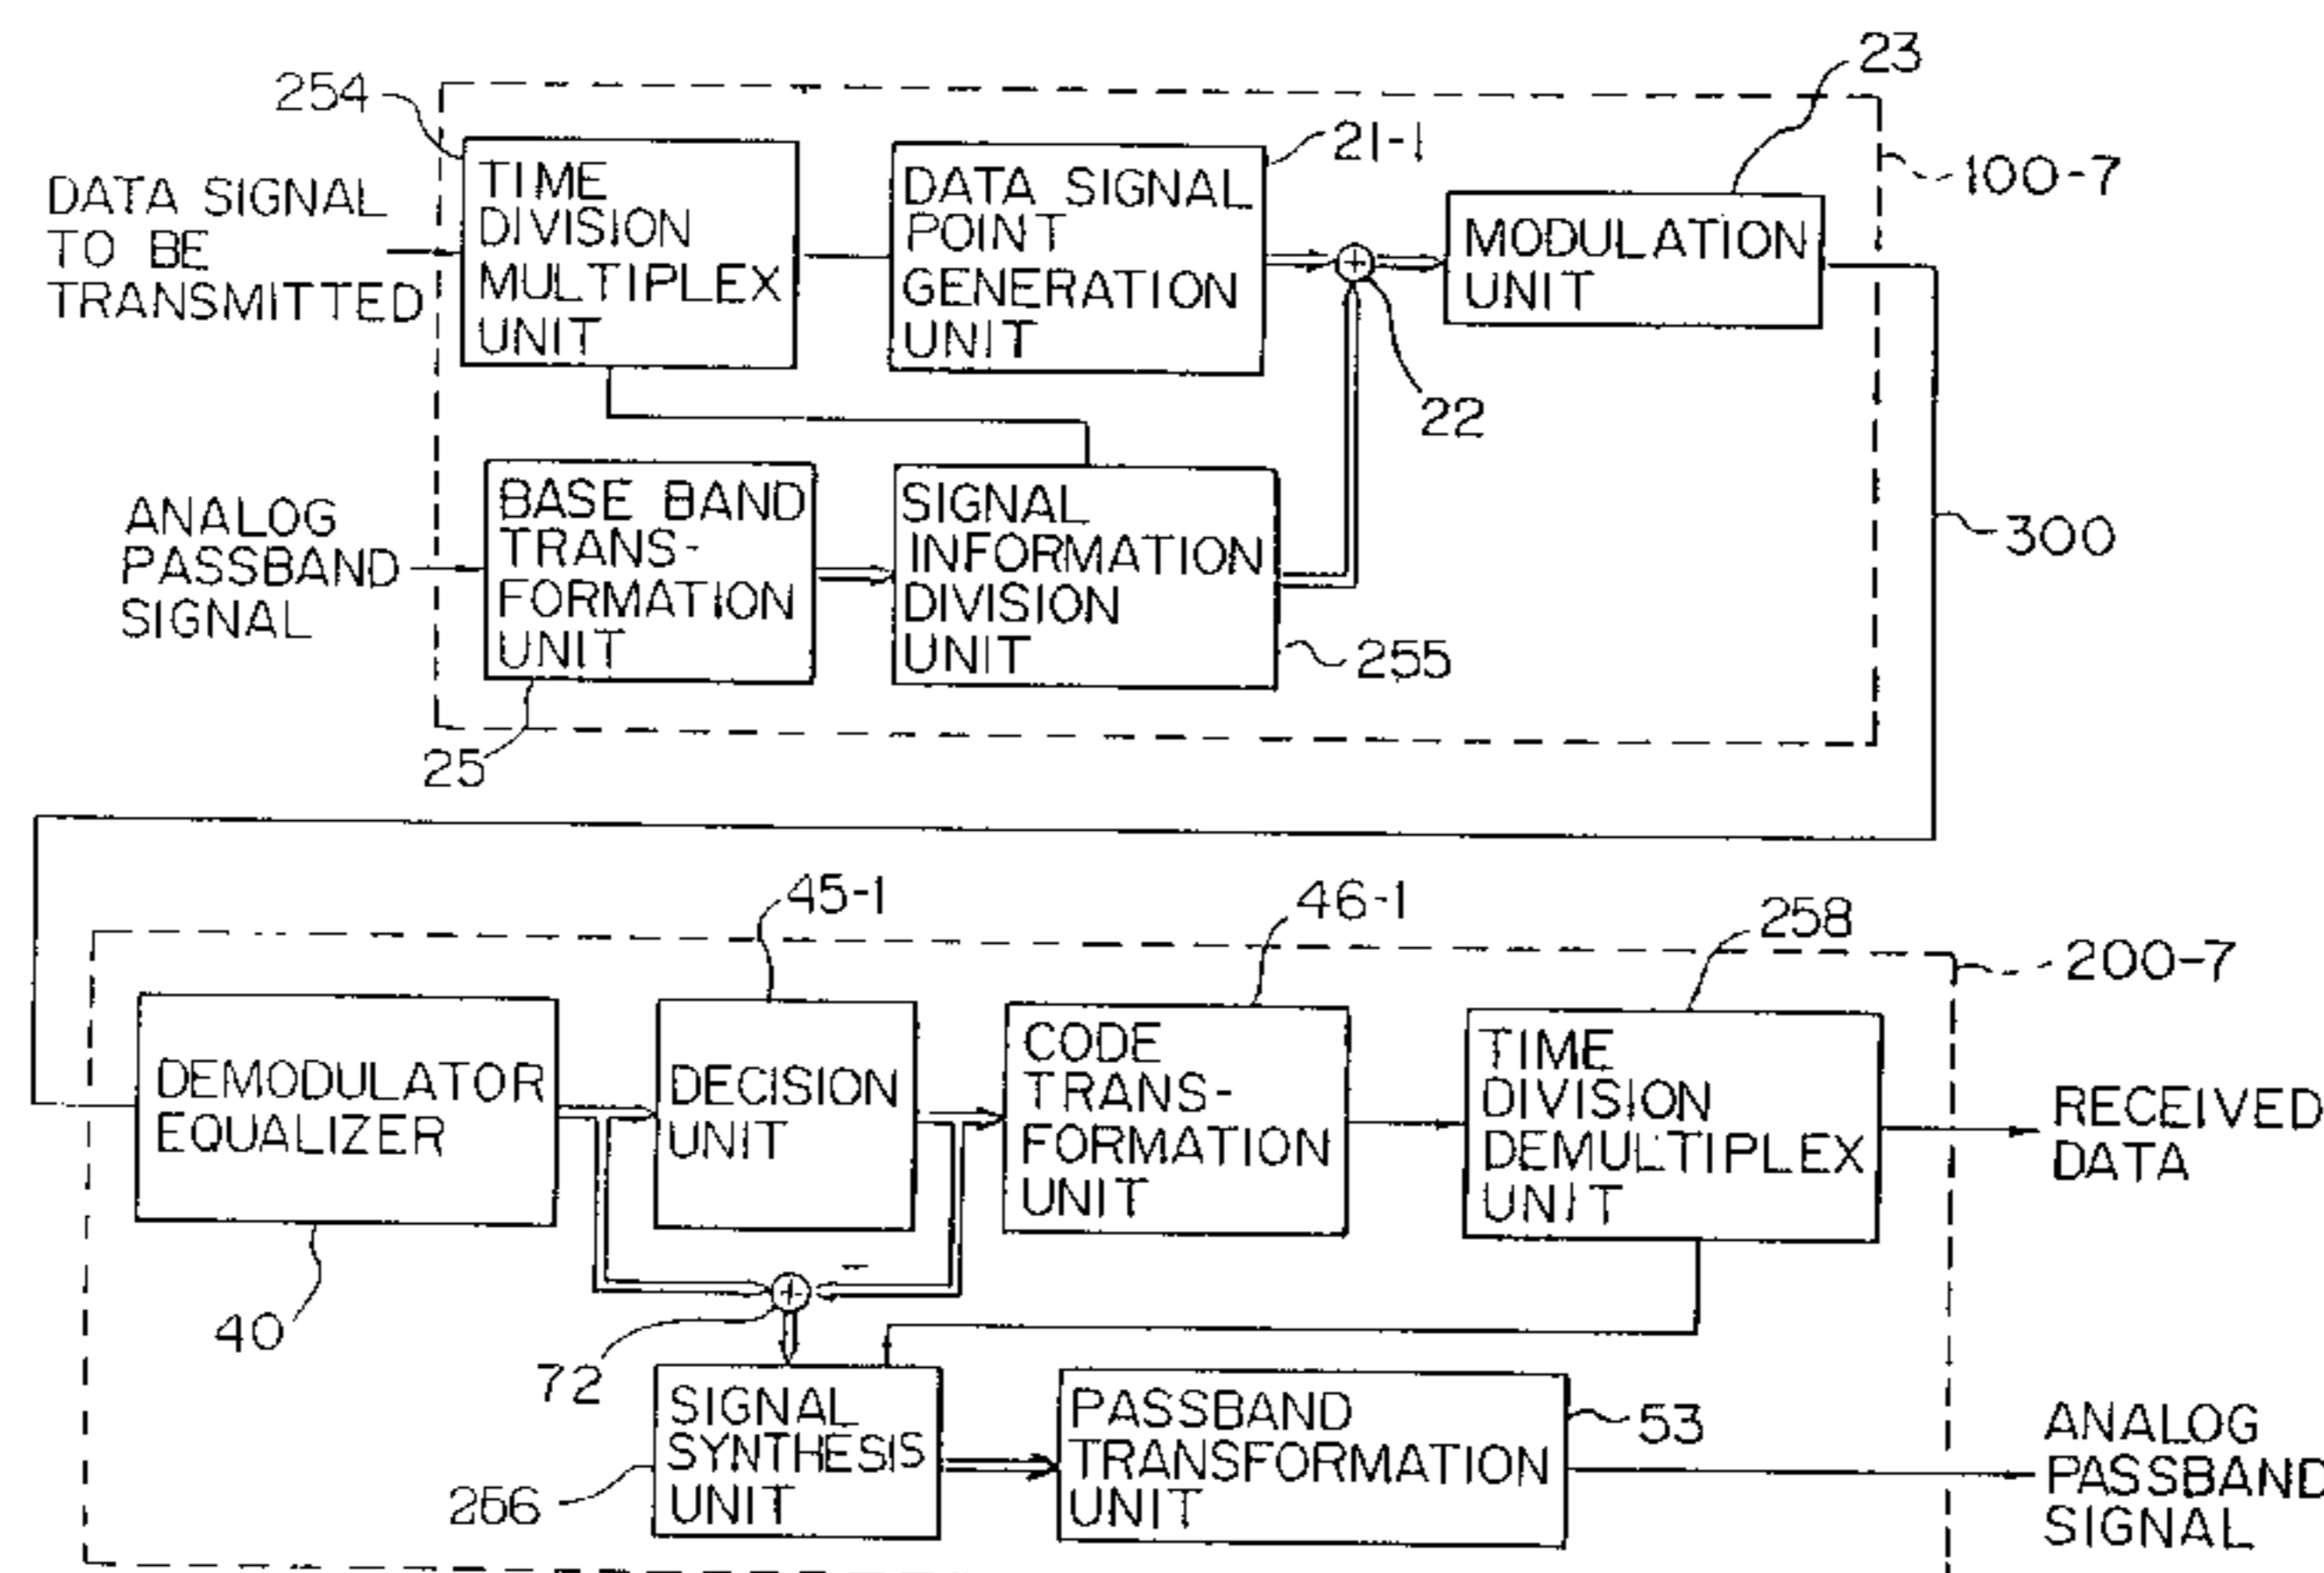 254
23
21-1
100-7
DATA SIGNAL
TO BE
TRANSMITTED
TIME
DIVISION
MULTIPLEX
UNIT
DATA SIGNAL
POINT
GENERATION
UNIT
+
MODULATION
UNIT
22
ANALOG
PASSBAND
SIGNAL
BASE BAND
TRANS-
FORMATION
UNIT
SIGNAL
INFORMATION
DIVISION
UNIT
300
255
25
45-1
46-1
258
200-7
DEMODULATOR
EQUALIZER
DECISION
UNIT
CODE
TRANS-
FORMATION
UNIT
TIME
DIVISION
DEMULTIPLEX
UNIT
RECEIVED
DATA
+
-
40
72
SIGNAL
SYNTHESIS
UNIT
PASSBAND
TRANSFORMATION
UNIT
53
256
ANALOG
PASSBAND
SIGNAL